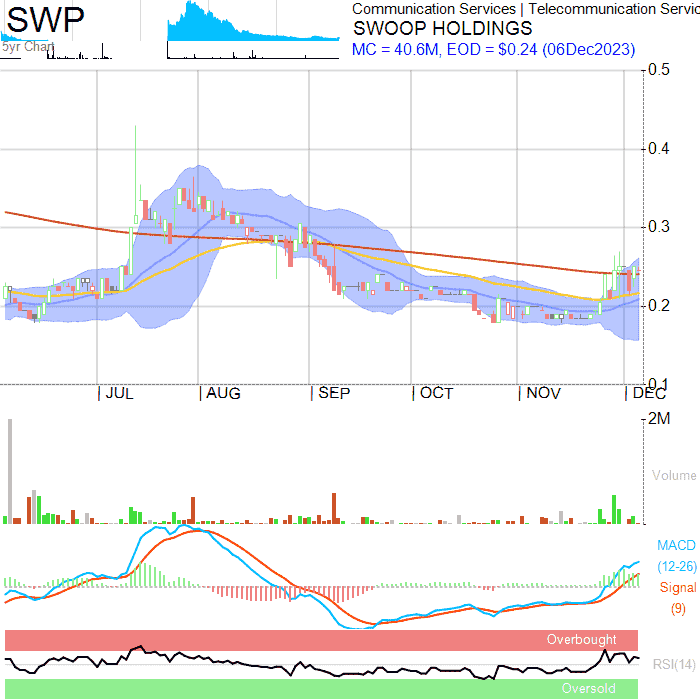 SWP
5yr Chart
Communication Services | Telecommunication Servic
SWOOP HOLDINGS
MC = 40.6M, EOD = $0.24 (06Dec2023)
0.5
0.4
0.3
0.2
0.1
JUL
AUG
SEP
OCT
NOV
DEC
2M
Volume
MACD
(12-26)
Signal
(9)
Overbought
RSI(14)
Oversold